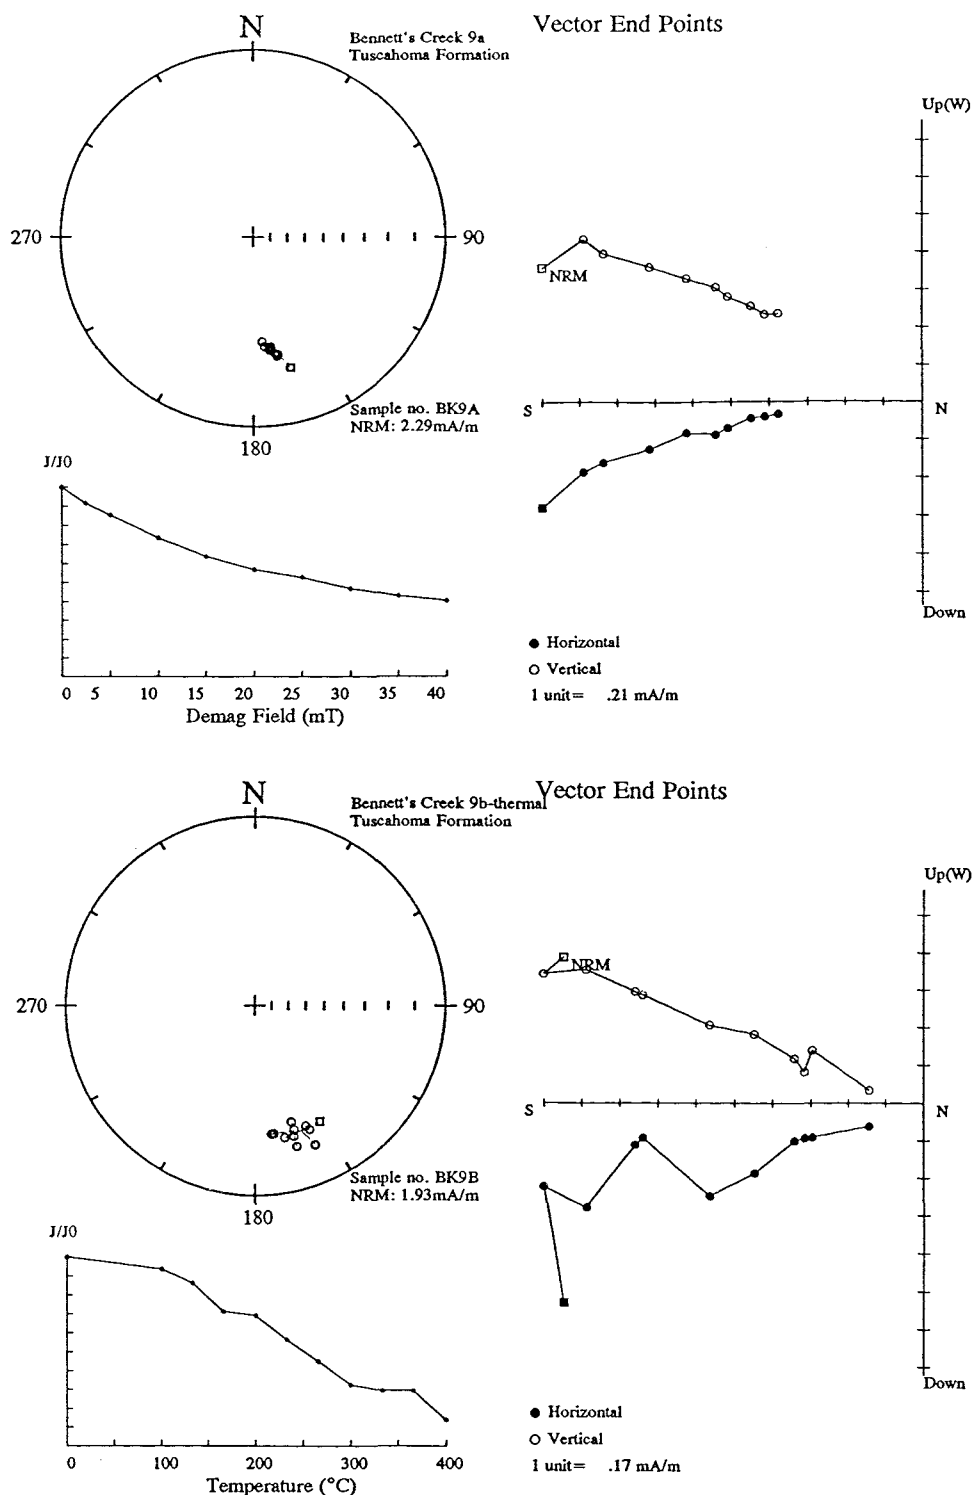 N
Bennett's Creek 9a
Tuscahoma Formation
Vector End Points
Up(W)
270
90
NRM
S
N
Sample no. BK9A
NRM: 2.29mA/m
180
J/J0
Down
● Horizontal
○ Vertical
1 unit= .21 mA/m
0 5 10 15 20 25 30 35 40
Demag Field (mT)
N
Bennett's Creek 9b-thermal
Tuscahoma Formation
Vector End Points
Up(W)
270
90
NRM
S
N
Sample no. BK9B
NRM: 1.93mA/m
180
J/J0
Down
● Horizontal
○ Vertical
1 unit= .17 mA/m
0 100 200 300 400
Temperature (°C)